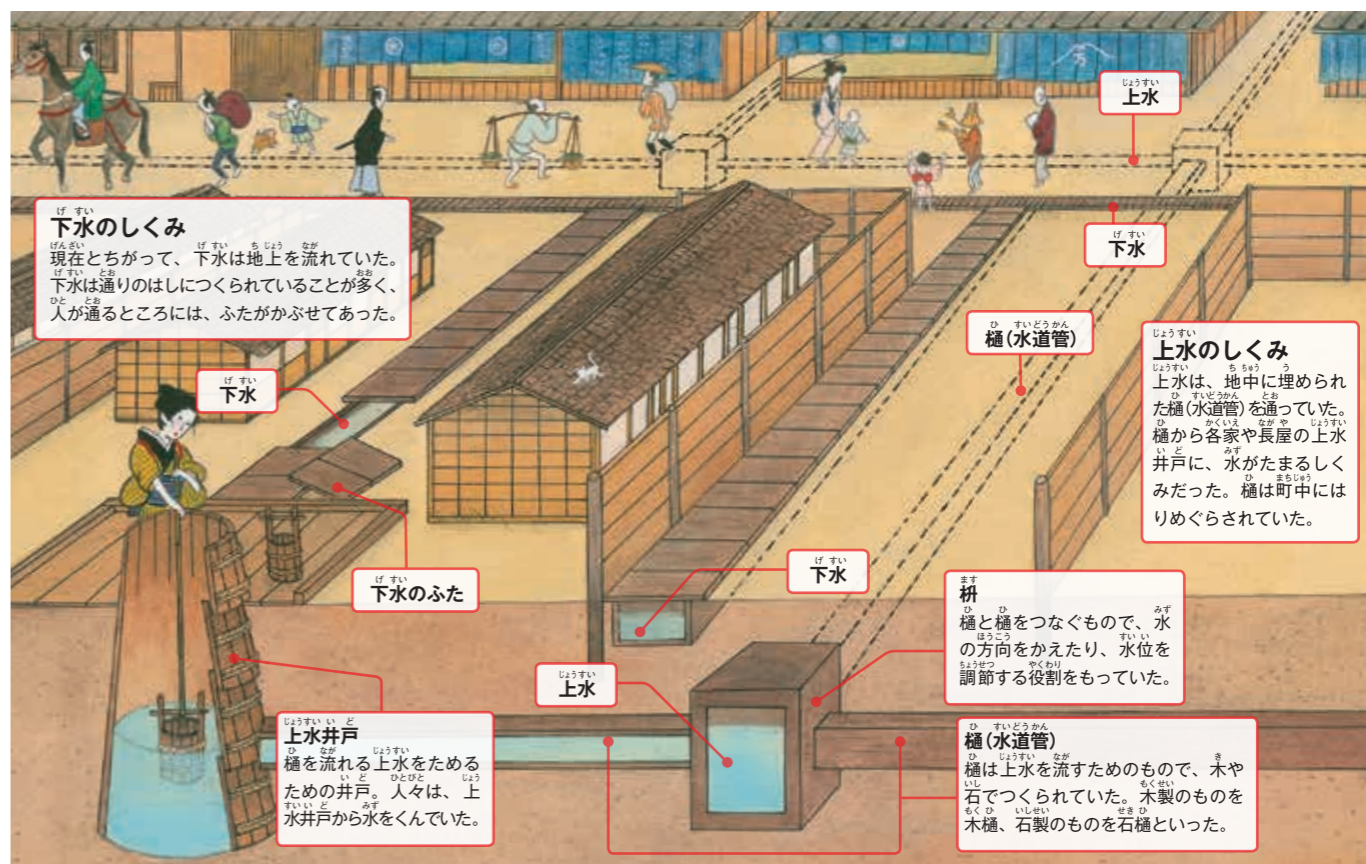 上水
下水
下水のしくみ
現在とちがって、下水は地上を流れていた。
下水は通りのはしにつくられていることが多く、
人が通るところには、ふたがかぶせてあった。
樋(水道管)
上水のしくみ
上水は、地中に埋められ
た樋(水道管)を通っていた。
樋から各家や長屋の上水
井戸に、水がたまるしく
みだった。樋は町中には
りめぐらされていた。
下水
下水のふた
下水
枡
樋と樋をつなぐもので、水
の方向をかえたり、水位を
調節する役割をもっていた。
上水
上水井戸
樋を流れる上水をためる
ための井戸。人々は、上
水井戸から水をくんでいた。
樋(水道管)
樋は上水を流すためのもので、木や
石でつくられていた。木製のものを
木樋、石製のものを石樋といった。